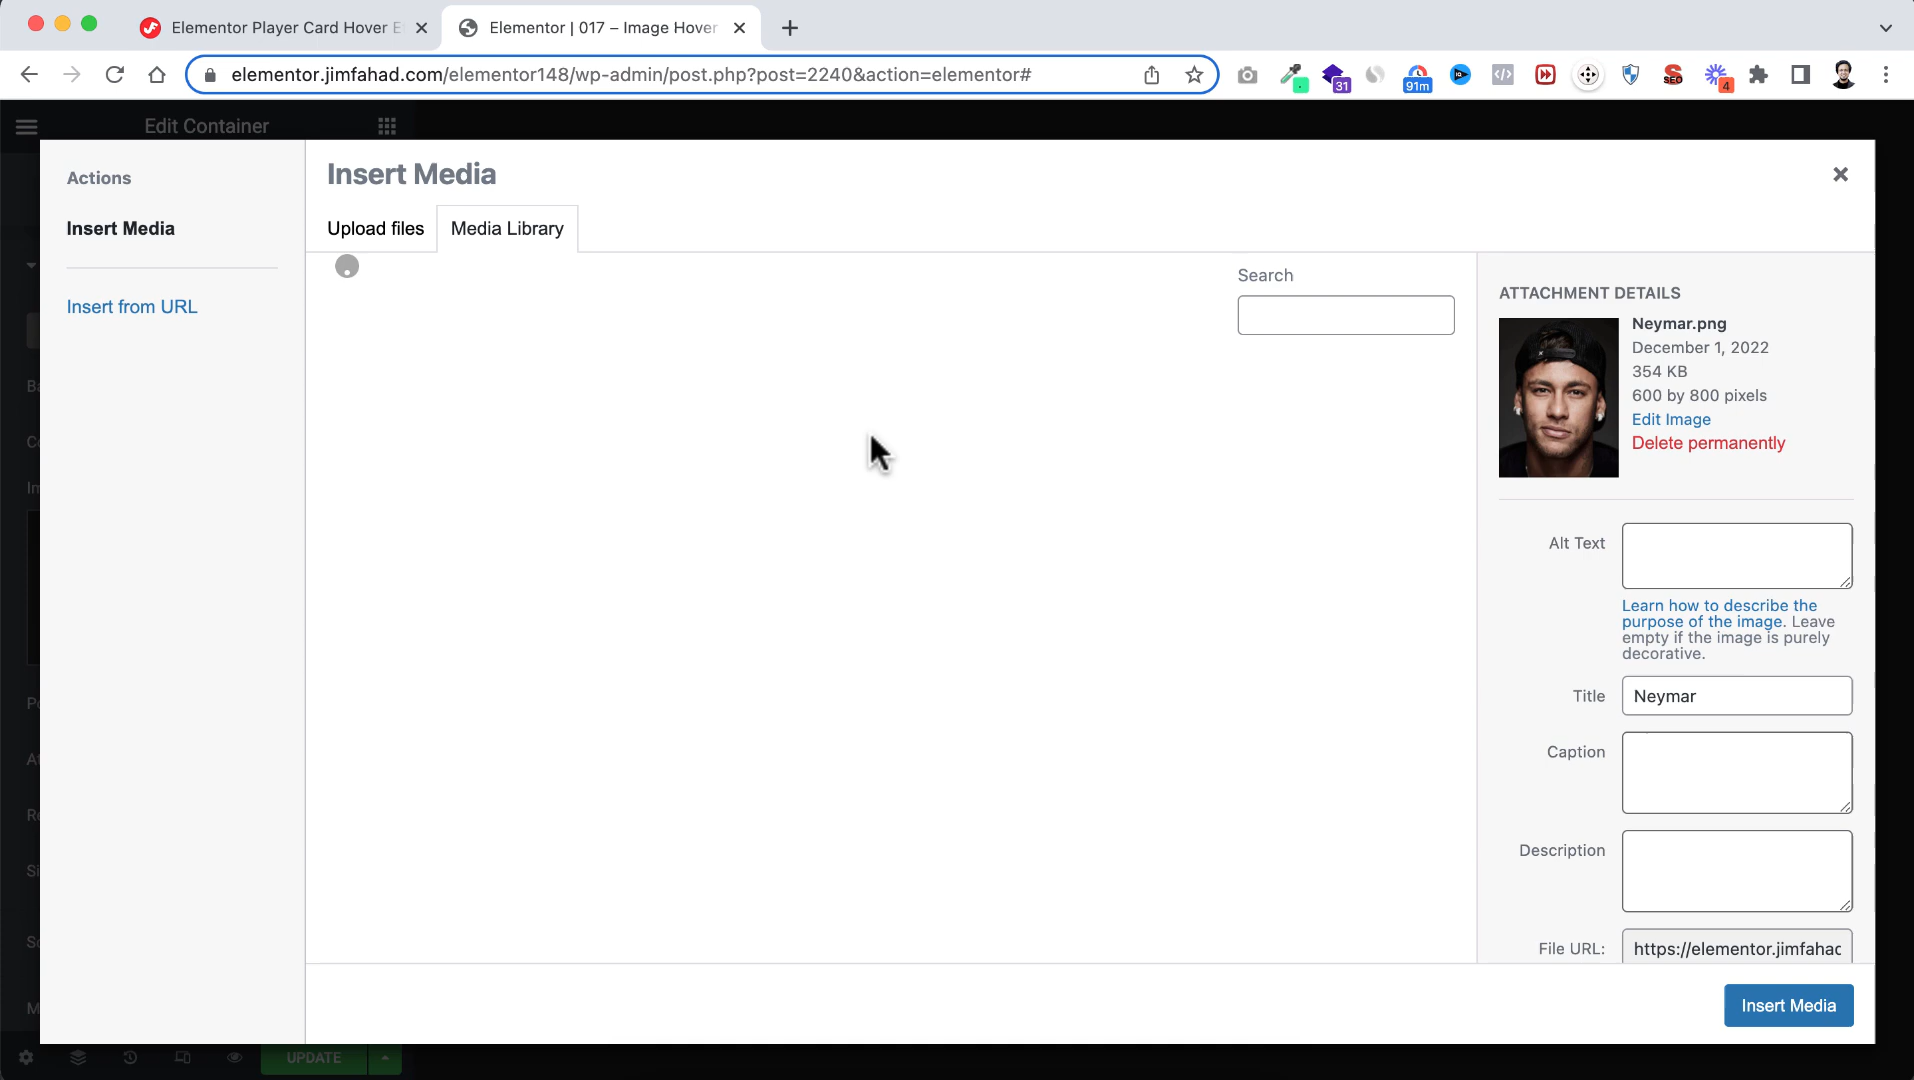 Elementor Player Card Hover E
Elementor | 017 – Image Hover
elementor.jimfahad.com/elementor148/wp-admin/post.php?post=2240&action=elementor#
31
91m
SEO
4
Edit Container
Actions
Insert Media
Insert from URL
Insert Media
Upload files
Media Library
Search
ATTACHMENT DETAILS
Neymar.png
December 1, 2022
354 KB
600 by 800 pixels
Edit Image
Delete permanently
Alt Text
Learn how to describe the
purpose of the image. Leave
empty if the image is purely
decorative.
Title
Neymar
Caption
Description
File URL:
https://elementor.jimfahad
Insert Media
UPDATE